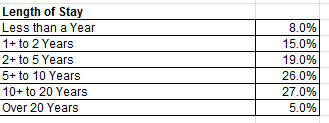 Length of Stay
Less than a Year 8.0%
1+ to 2 Years 15.0%
2+ to 5 Years 19.0%
5+ to 10 Years 26.0%
10+ to 20 Years 27.0%
Over 20 Years 5.0%